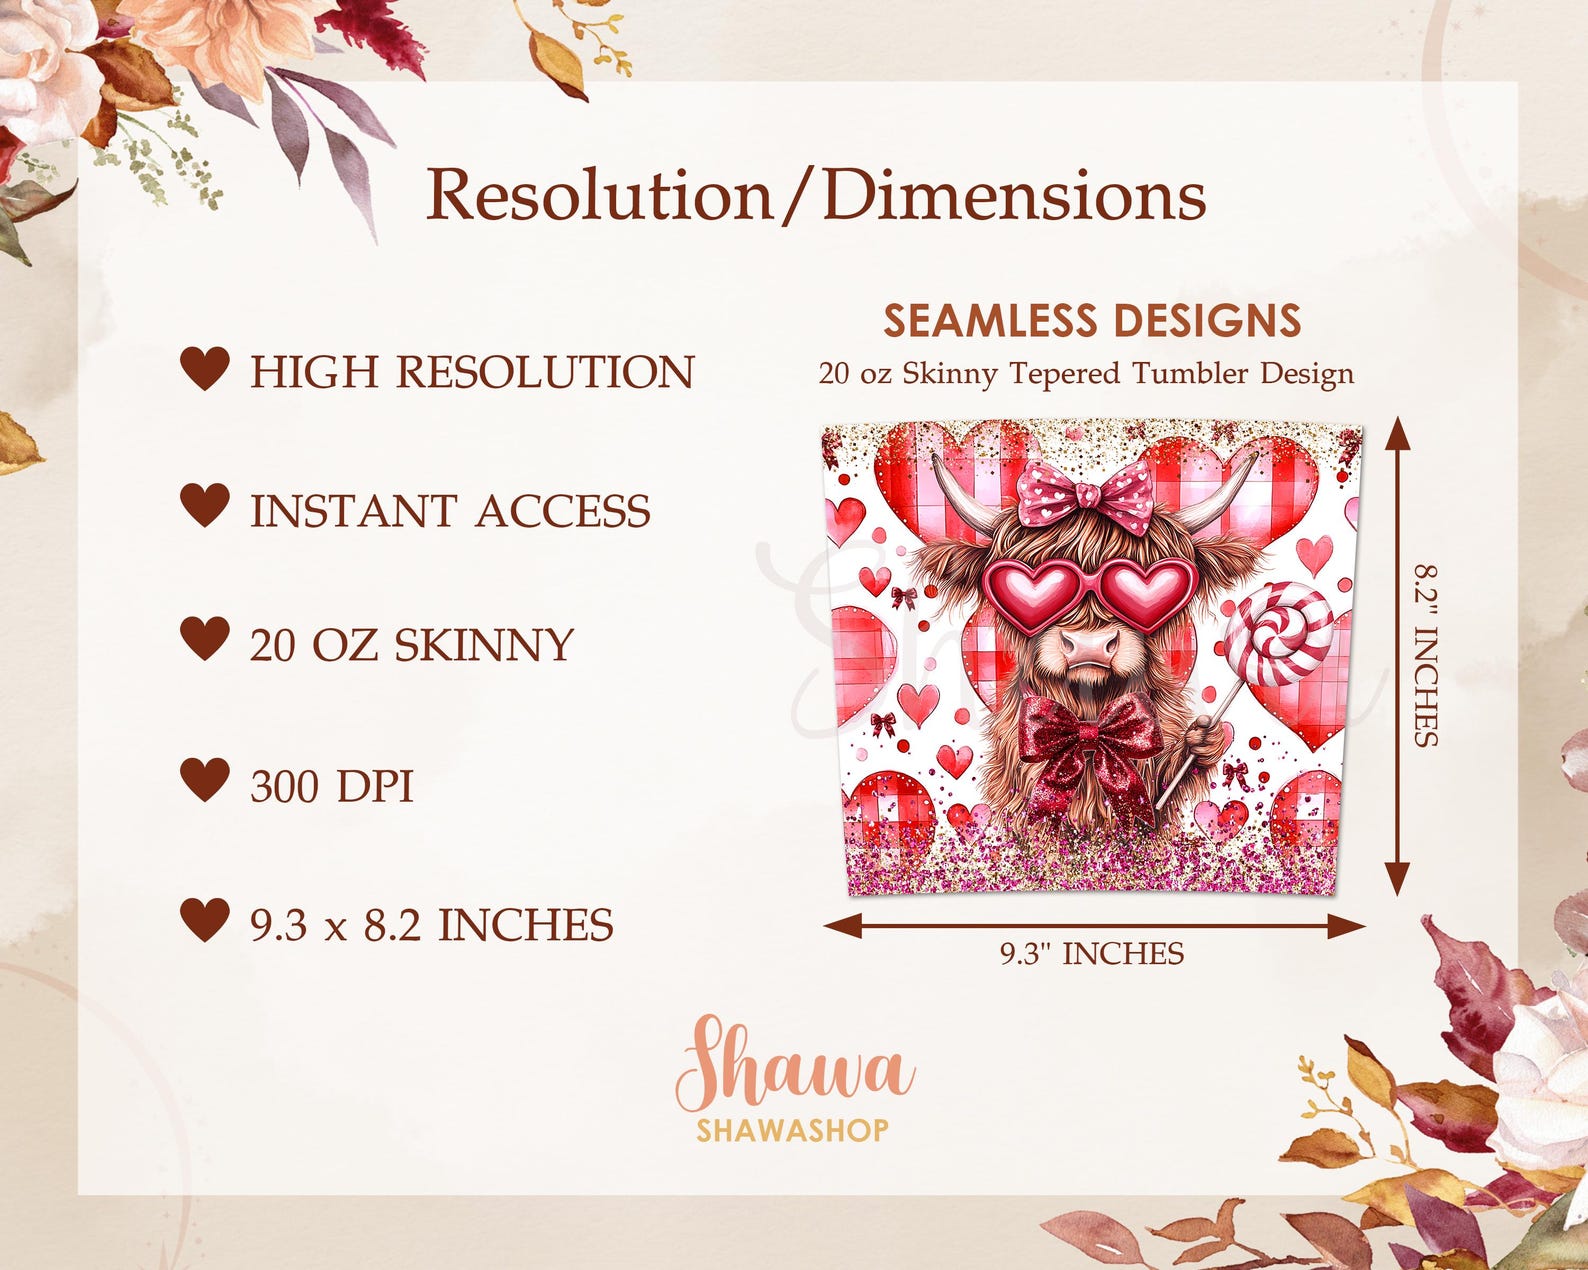 Resolution/Dimensions
HIGH RESOLUTION
INSTANT ACCESS
20 OZ SKINNY
300 DPI
9.3 x 8.2 INCHES
SEAMLESS DESIGNS
20 oz Skinny Tepered Tumbler Design
8.2" INCHES
9.3" INCHES
Shawa
Shawa
SHAWASHOP